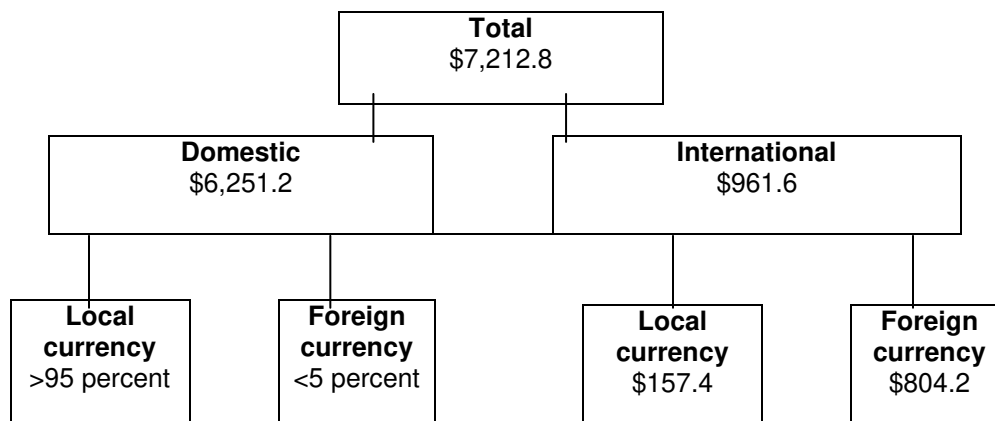 Total
$7,212.8
Domestic
$6,251.2
International
$961.6
Local
currency
>95 percent
Foreign
currency
<5 percent
Local
currency
$157.4
Foreign
currency
$804.2